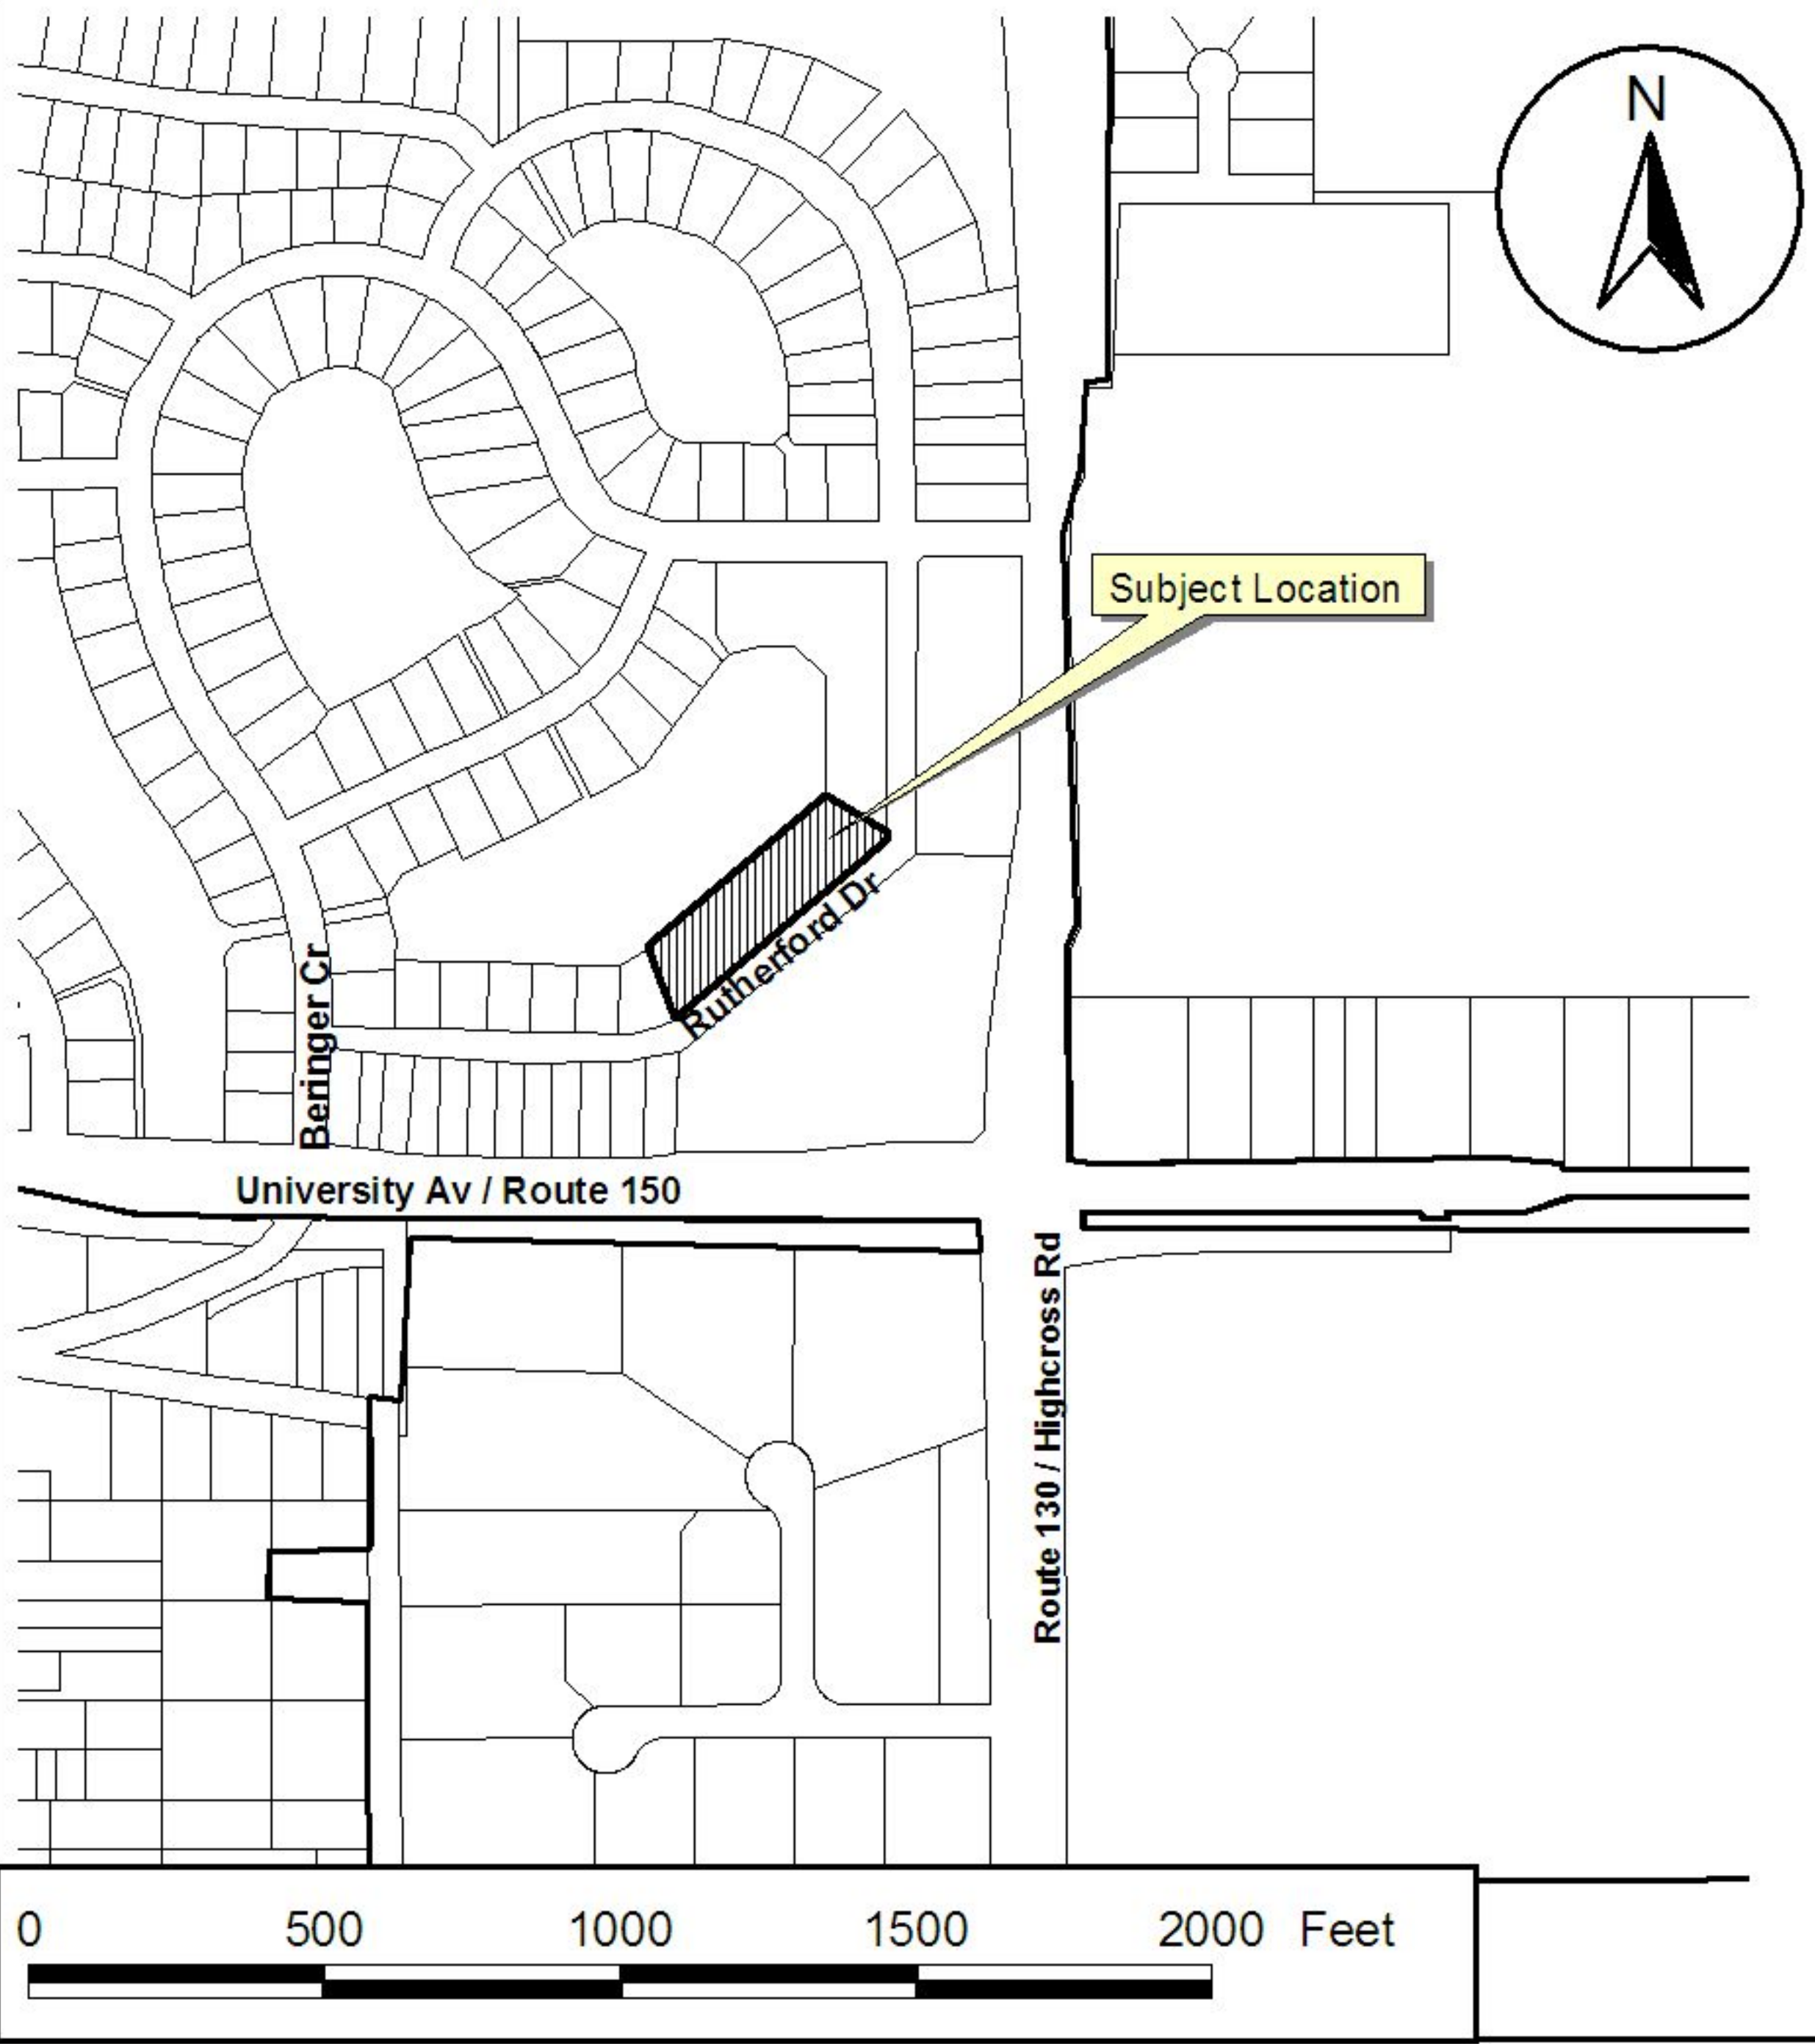 N
Subject Location
Rutherford Dr
Beringer Cr
University Av / Route 150
Route 130 / Highcross Rd
0 500 1000 1500 2000 Feet